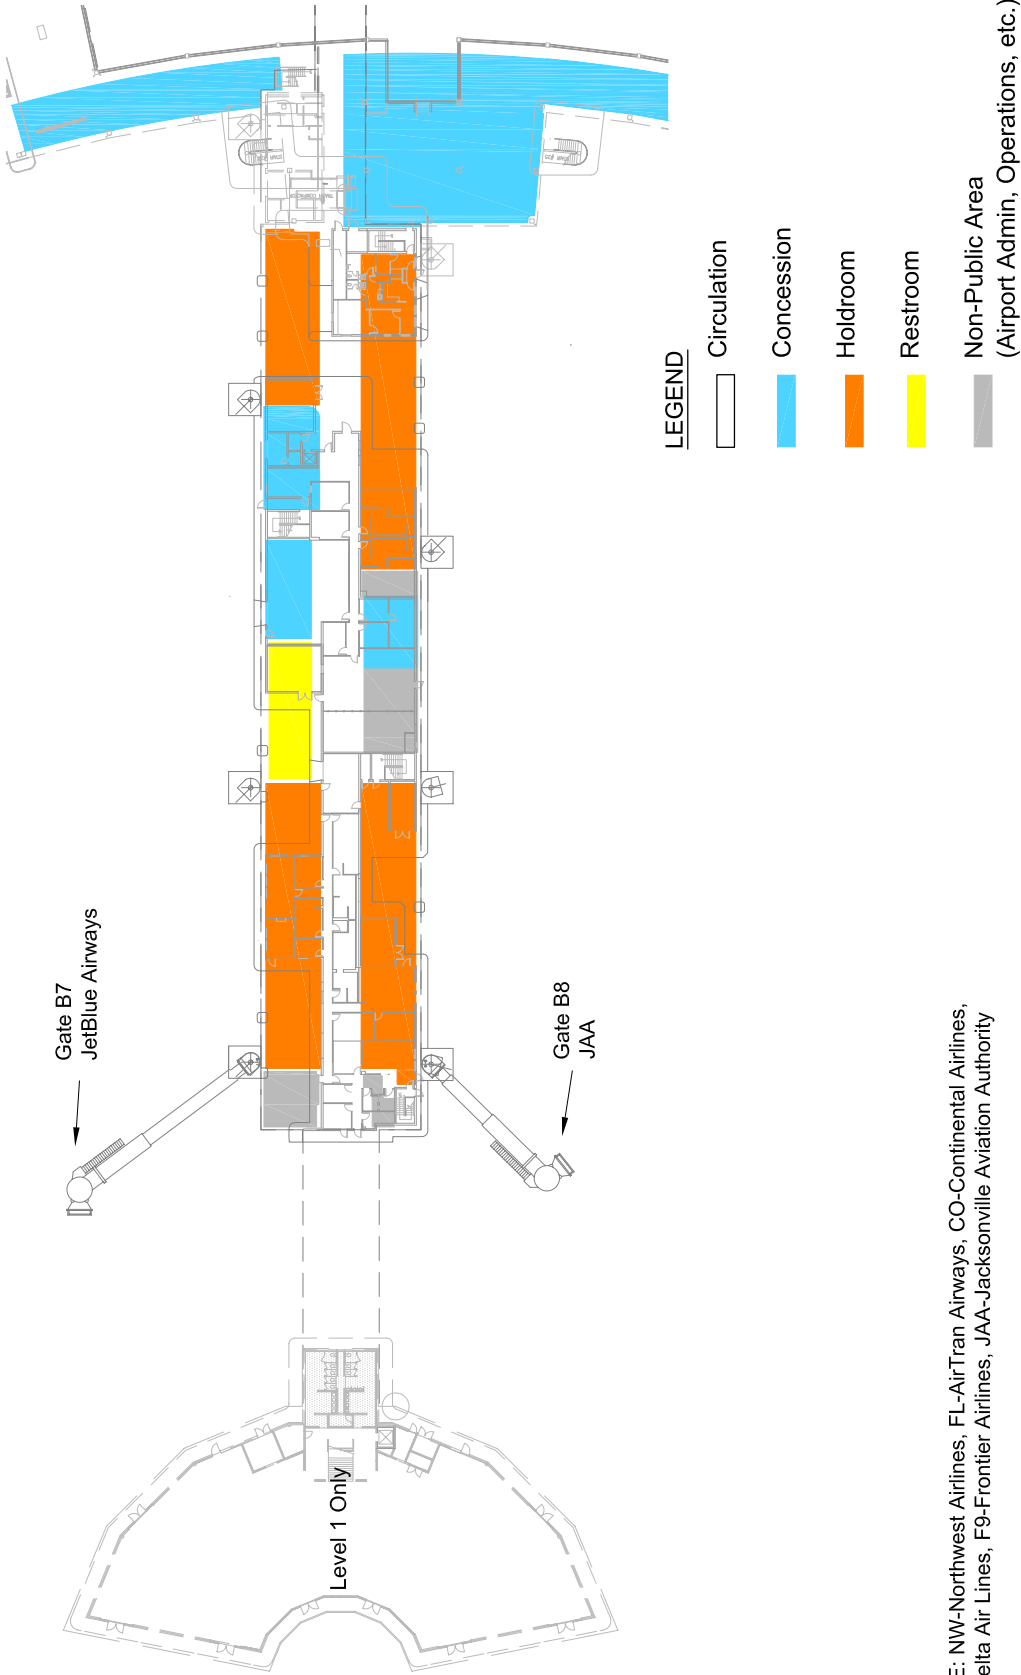 Gate B7
JetBlue Airways
Gate B8
JAA
Level 1 Only
LEGEND
Circulation
Concession
Holdroom
Restroom
Non-Public Area
(Airport Admin, Operations, etc.)
E: NW-Northwest Airlines, FL-AirTran Airways, CO-Continental Airlines,
elta Air Lines, F9-Frontier Airlines, JAA-Jacksonville Aviation Authority